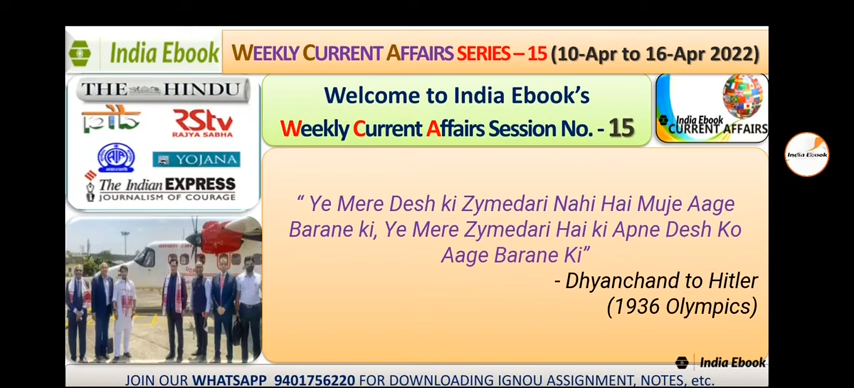 India Ebook
WEEKLY CURRENT AFFAIRS SERIES – 15 (10-Apr to 16-Apr 2022)
THE HINDU
RSTV
RAJYA SABHA
YOJANA
The Indian EXPRESS
JOURNALISM OF COURAGE
Welcome to India Ebook's
Weekly Current Affairs Session No. - 15
India Ebook
CURRENT AFFAIRS
India Ebook
“ Ye Mere Desh ki Zymedari Nahi Hai Muje Aage
Barane ki, Ye Mere Zymedari Hai ki Apne Desh Ko
Aage Barane Ki”
- Dhyanchand to Hitler
(1936 Olympics)
India Ebook
JOIN OUR WHATSAPP 9401756220 FOR DOWNLOADING IGNOU ASSIGNMENT, NOTES, etc.